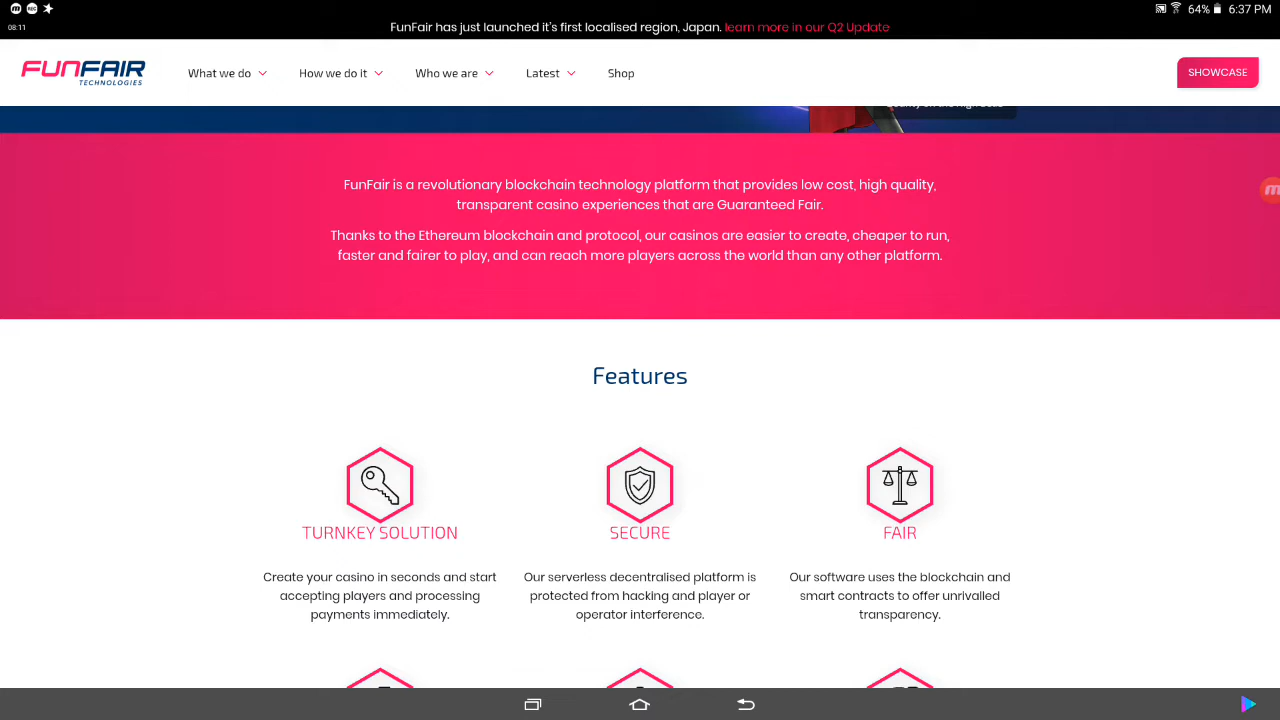 REC
64% 6:37 PM
08:11
FunFair has just launched it's first localised region, Japan. learn more in our Q2 Update
FUNFAIR
TECHNOLOGIES
What we do
How we do it
Who we are
Latest
Shop
SHOWCASE
FunFair is a revolutionary blockchain technology platform that provides low cost, high quality,
transparent casino experiences that are Guaranteed Fair.
Thanks to the Ethereum blockchain and protocol, our casinos are easier to create, cheaper to run,
faster and fairer to play, and can reach more players across the world than any other platform.
Features
TURNKEY SOLUTION
Create your casino in seconds and start
accepting players and processing
payments immediately.
SECURE
Our serverless decentralised platform is
protected from hacking and player or
operator interference.
FAIR
Our software uses the blockchain and
smart contracts to offer unrivalled
transparency.